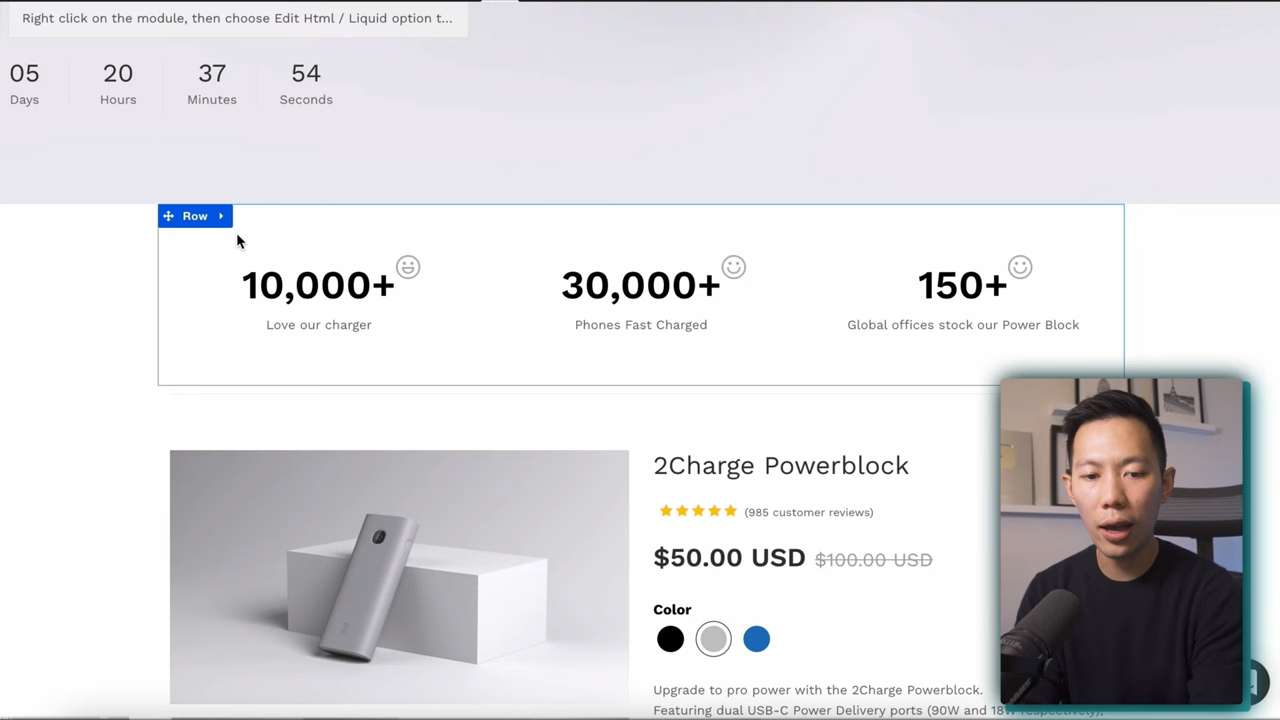 Right click on the module, then choose Edit Html / Liquid option t...
05 20 37 54
Days Hours Minutes Seconds
Row
10,000+ 30,000+ 150+
Love our charger Phones Fast Charged Global offices stock our Power Block
2Charge Powerblock
(985 customer reviews)
$50.00 USD $100.00 USD
Color
Upgrade to pro power with the 2Charge Powerblock.
Featuring dual USB-C Power Delivery ports (90W and 18W respectively),